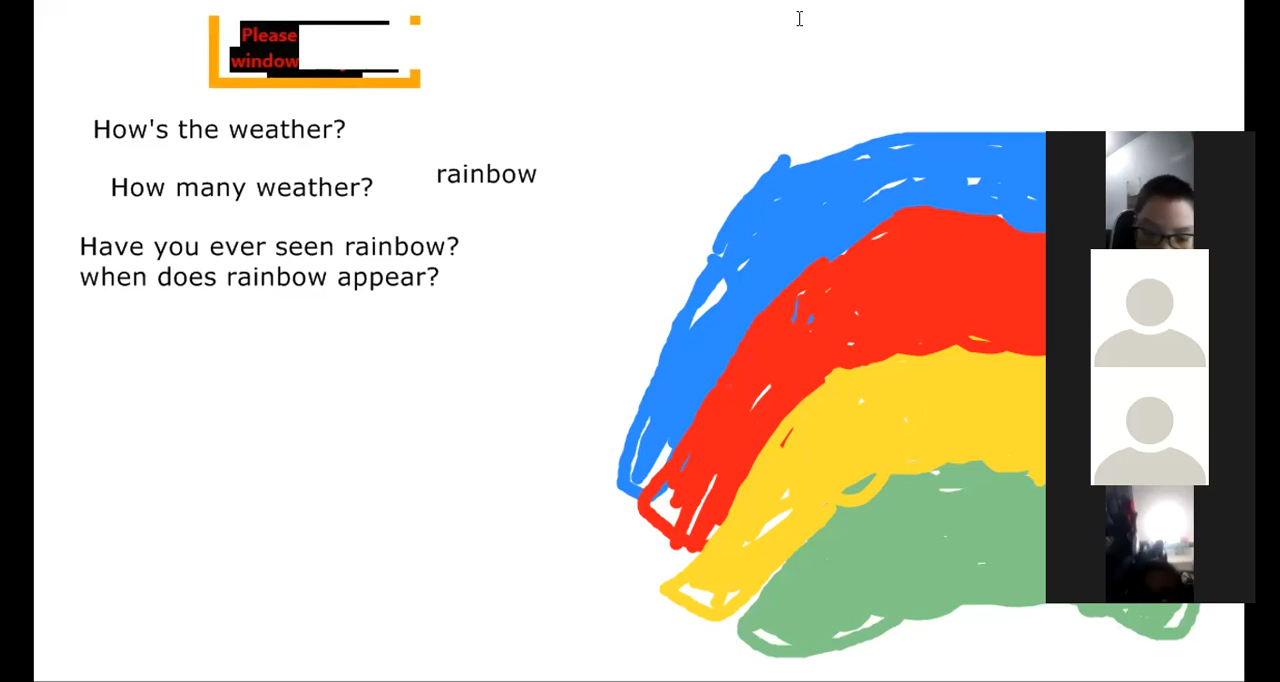 Please
window
How's the weather?
rainbow
How many weather?
Have you ever seen rainbow?
when does rainbow appear?